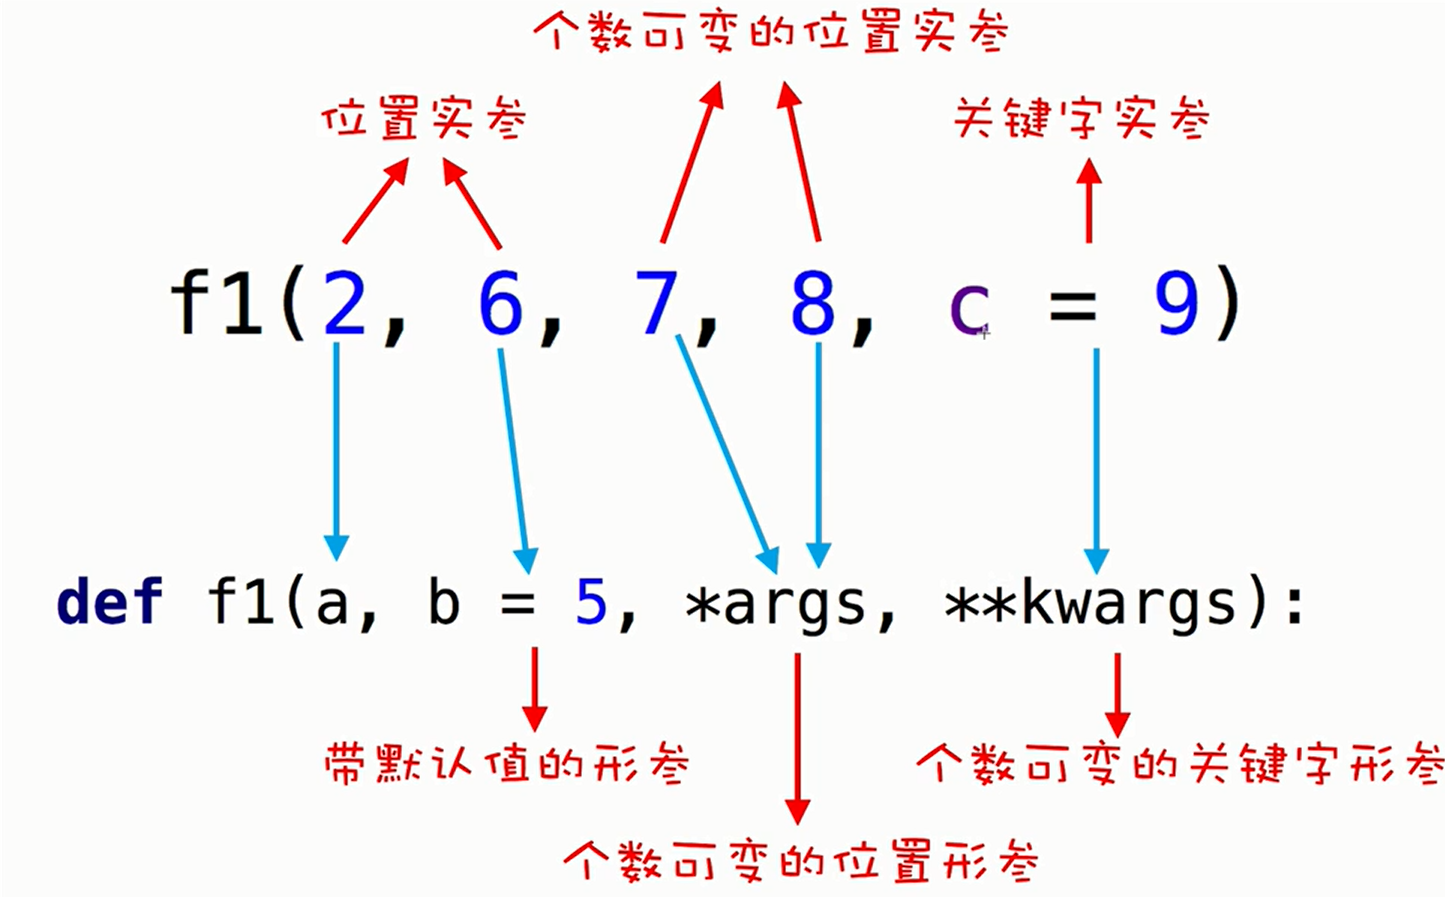 个数可变的位置实参
位置实参
关键字实参
f1(2, 6, 7, 8, c = 9)
def f1(a, b = 5, *args, **kwargs):
带默认值的形参
个数可变的关键字形参
个数可变的位置形参